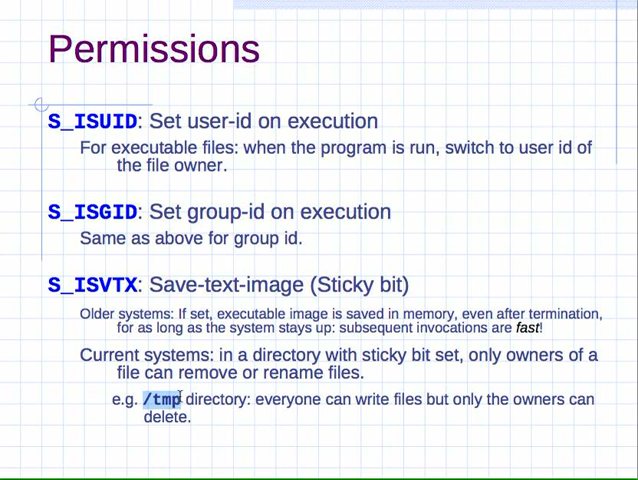 Permissions
S_ISUID: Set user-id on execution
For executable files: when the program is run, switch to user id of
the file owner.
S_ISGID: Set group-id on execution
Same as above for group id.
S_ISVTX: Save-text-image (Sticky bit)
Older systems: If set, executable image is saved in memory, even after termination,
for as long as the system stays up: subsequent invocations are fast!
Current systems: in a directory with sticky bit set, only owners of a
file can remove or rename files.
e.g. /tmp directory: everyone can write files but only the owners can
delete.